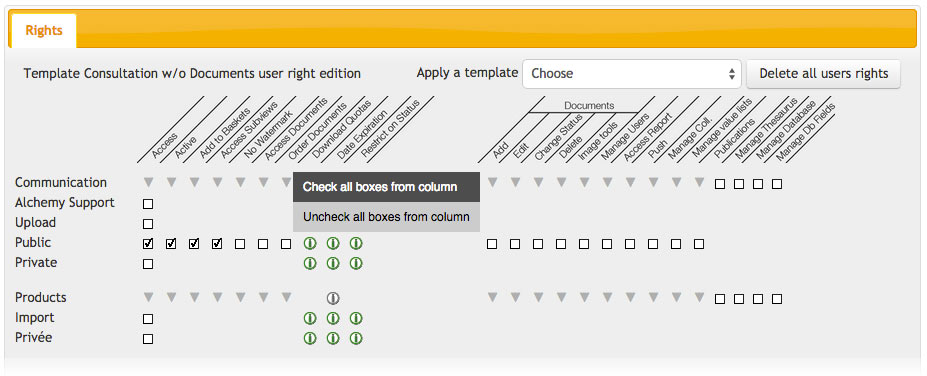 Rights
Template Consultation w/o Documents user right edition
Apply a template
Choose
Delete all users rights
Documents
Access
Active
Add to Baskets
Access Subviews
No Watermark
Access Documents
Order Documents
Download Quotas
Date Expiration
Restrict on Status
Add
Edit
Change Status
Delete
Image tools
Manage Users
Access Report
Push
Manage Coll.
Manage value lists
Publications
Manage Thesaurus
Manage Database
Manage Db Fields
Communication
Check all boxes from column
Alchemy Support
Uncheck all boxes from column
Upload
Public
Private
Products
Import
Privée